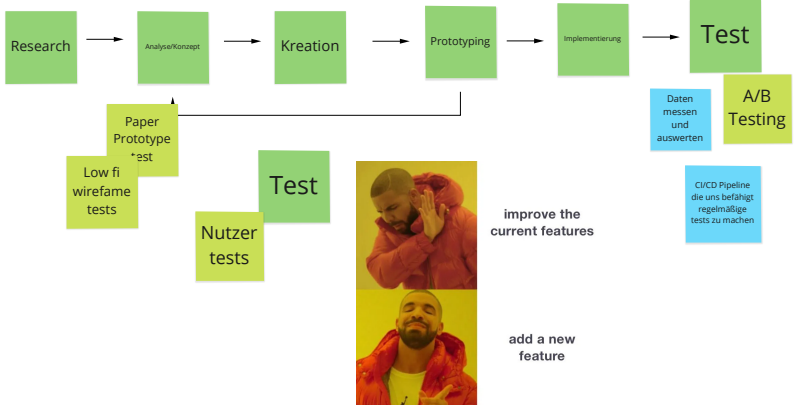 Research
Analyse/Konzept
Kreation
Prototyping
Implementierung
Test
Paper
Prototype
test
Low fi
wirefame
tests
Test
Nutzer
tests
Daten
messen
und
auswerten
A/B
Testing
CI/CD Pipeline
die uns befähigt
regelmäßige
tests zu machen
improve the
current features
add a new
feature